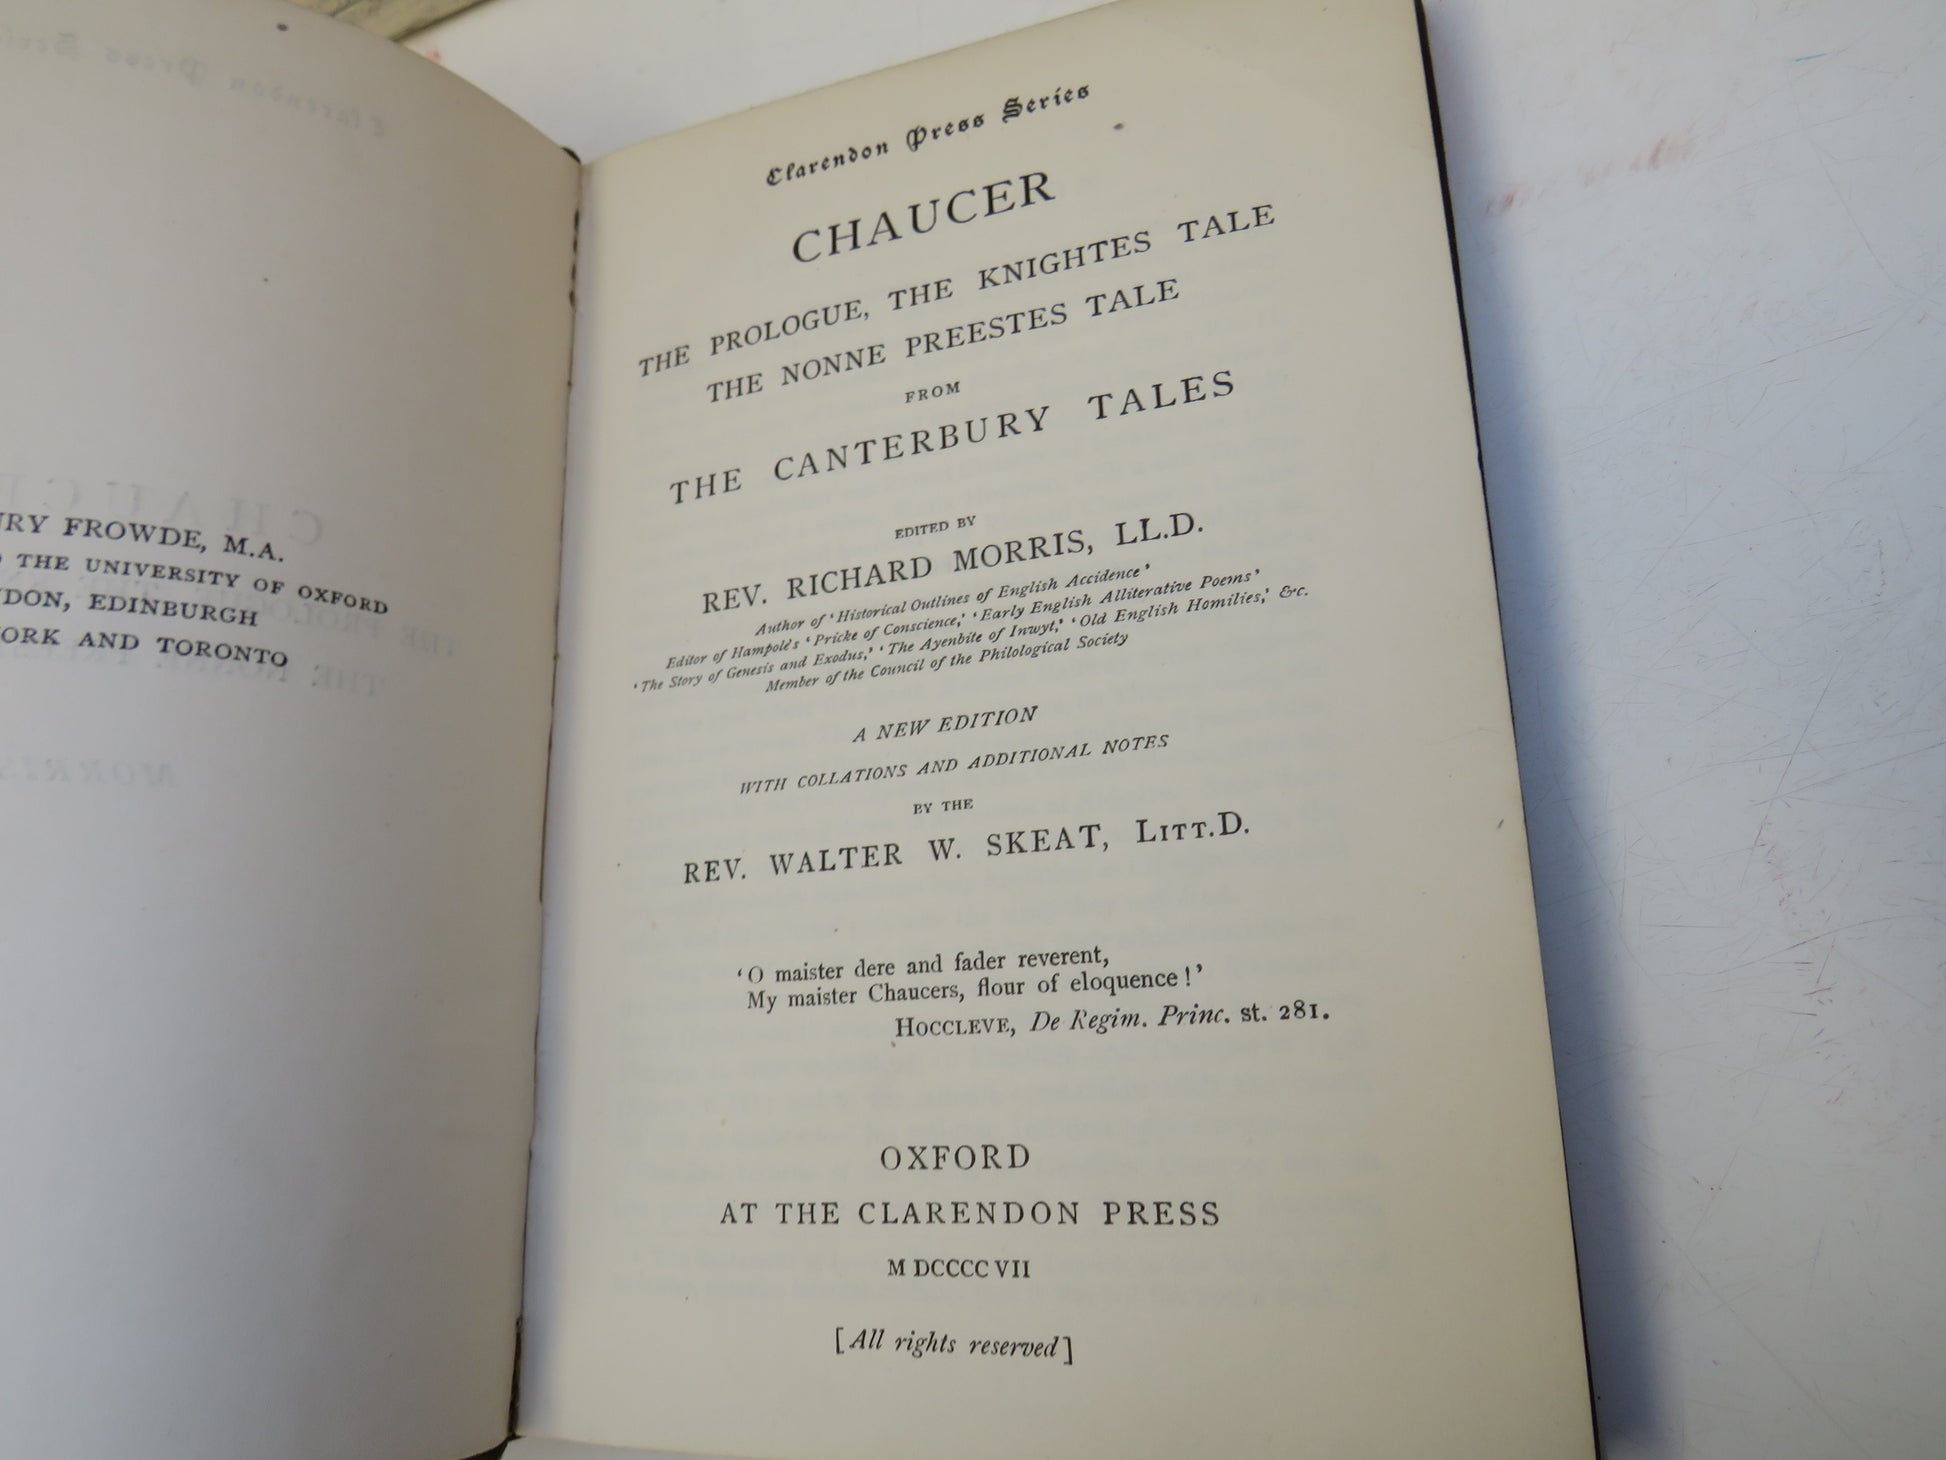 RY FROWDE, M.A.
THE UNIVERSITY OF OXFORD
DON, EDINBURGH
ORK AND TORONTO
Clarendon Press Series
CHAUCER
THE PROLOGUE, THE KNIGHTES TALE
THE NONNE PREESTES TALE
FROM
THE CANTERBURY TALES
EDITED BY
REV. RICHARD MORRIS, LL.D.
Author of 'Historical Outlines of English Accidence'
Editor of Hampole's 'Pricke of Conscience,' 'Early English Alliterative Poems'
'The Story of Genesis and Exodus,' 'The Ayenbite of Inwyt,' 'Old English Homilies,' &c.
Member of the Council of the Philological Society
A NEW EDITION
WITH COLLATIONS AND ADDITIONAL NOTES
BY THE
REV. WALTER W. SKEAT, LITT.D.
'O maister dere and fader reverent,
My maister Chaucers, flour of eloquence!'
HOCCLEVE, De Regim. Princ. st. 281.
OXFORD
AT THE CLARENDON PRESS
M DCCCC VII
[All rights reserved]